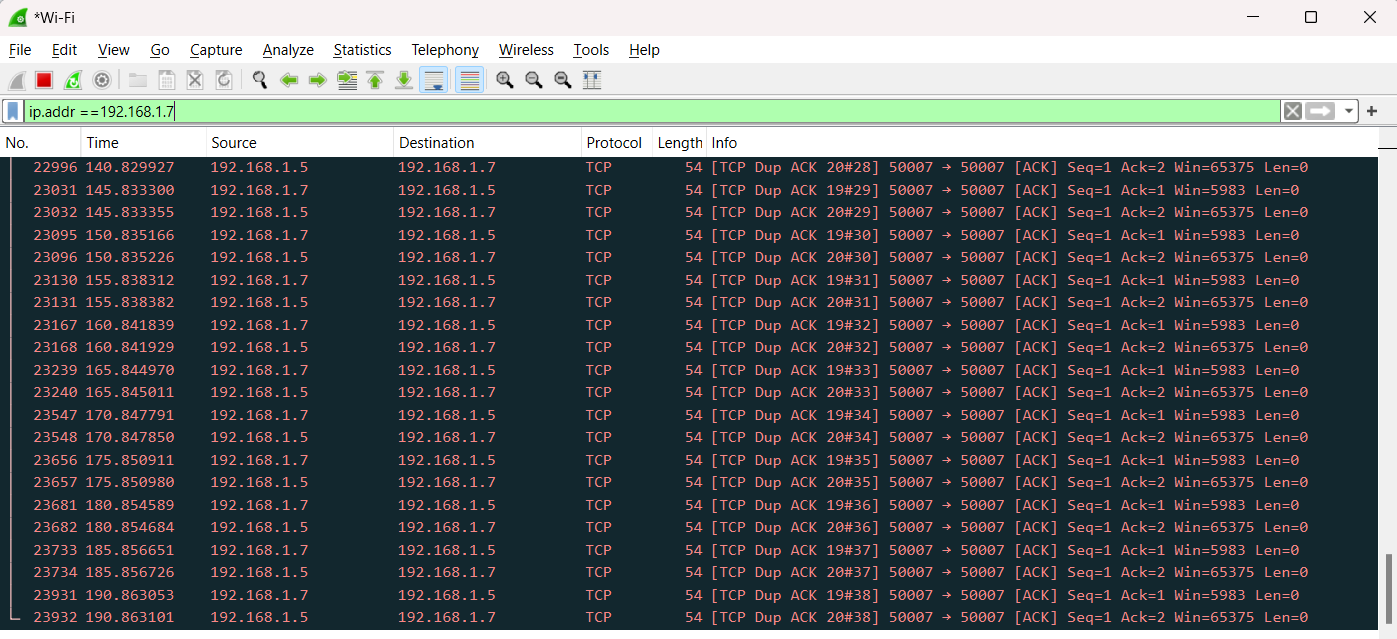 *Wi-Fi
File Edit View Go Capture Analyze Statistics Telephony Wireless Tools Help
ip.addr ==192.168.1.7
No. Time Source Destination Protocol Length Info
22996 140.829927 192.168.1.5 192.168.1.7 TCP 54 [TCP Dup ACK 20#28] 50007 → 50007 [ACK] Seq=1 Ack=2 Win=65375 Len=0
23031 145.833300 192.168.1.7 192.168.1.5 TCP 54 [TCP Dup ACK 19#29] 50007 → 50007 [ACK] Seq=1 Ack=1 Win=5983 Len=0
23032 145.833355 192.168.1.5 192.168.1.7 TCP 54 [TCP Dup ACK 20#29] 50007 → 50007 [ACK] Seq=1 Ack=2 Win=65375 Len=0
23095 150.835166 192.168.1.7 192.168.1.5 TCP 54 [TCP Dup ACK 19#30] 50007 → 50007 [ACK] Seq=1 Ack=1 Win=5983 Len=0
23096 150.835226 192.168.1.5 192.168.1.7 TCP 54 [TCP Dup ACK 20#30] 50007 → 50007 [ACK] Seq=1 Ack=2 Win=65375 Len=0
23130 155.838312 192.168.1.7 192.168.1.5 TCP 54 [TCP Dup ACK 19#31] 50007 → 50007 [ACK] Seq=1 Ack=1 Win=5983 Len=0
23131 155.838382 192.168.1.5 192.168.1.7 TCP 54 [TCP Dup ACK 20#31] 50007 → 50007 [ACK] Seq=1 Ack=2 Win=65375 Len=0
23167 160.841839 192.168.1.7 192.168.1.5 TCP 54 [TCP Dup ACK 19#32] 50007 → 50007 [ACK] Seq=1 Ack=1 Win=5983 Len=0
23168 160.841929 192.168.1.5 192.168.1.7 TCP 54 [TCP Dup ACK 20#32] 50007 → 50007 [ACK] Seq=1 Ack=2 Win=65375 Len=0
23239 165.844970 192.168.1.7 192.168.1.5 TCP 54 [TCP Dup ACK 19#33] 50007 → 50007 [ACK] Seq=1 Ack=1 Win=5983 Len=0
23240 165.845011 192.168.1.5 192.168.1.7 TCP 54 [TCP Dup ACK 20#33] 50007 → 50007 [ACK] Seq=1 Ack=2 Win=65375 Len=0
23547 170.847791 192.168.1.7 192.168.1.5 TCP 54 [TCP Dup ACK 19#34] 50007 → 50007 [ACK] Seq=1 Ack=1 Win=5983 Len=0
23548 170.847850 192.168.1.5 192.168.1.7 TCP 54 [TCP Dup ACK 20#34] 50007 → 50007 [ACK] Seq=1 Ack=2 Win=65375 Len=0
23656 175.850911 192.168.1.7 192.168.1.5 TCP 54 [TCP Dup ACK 19#35] 50007 → 50007 [ACK] Seq=1 Ack=1 Win=5983 Len=0
23657 175.850980 192.168.1.5 192.168.1.7 TCP 54 [TCP Dup ACK 20#35] 50007 → 50007 [ACK] Seq=1 Ack=2 Win=65375 Len=0
23681 180.854589 192.168.1.7 192.168.1.5 TCP 54 [TCP Dup ACK 19#36] 50007 → 50007 [ACK] Seq=1 Ack=1 Win=5983 Len=0
23682 180.854684 192.168.1.5 192.168.1.7 TCP 54 [TCP Dup ACK 20#36] 50007 → 50007 [ACK] Seq=1 Ack=2 Win=65375 Len=0
23733 185.856651 192.168.1.7 192.168.1.5 TCP 54 [TCP Dup ACK 19#37] 50007 → 50007 [ACK] Seq=1 Ack=1 Win=5983 Len=0
23734 185.856726 192.168.1.5 192.168.1.7 TCP 54 [TCP Dup ACK 20#37] 50007 → 50007 [ACK] Seq=1 Ack=2 Win=65375 Len=0
23931 190.863053 192.168.1.7 192.168.1.5 TCP 54 [TCP Dup ACK 19#38] 50007 → 50007 [ACK] Seq=1 Ack=1 Win=5983 Len=0
23932 190.863101 192.168.1.5 192.168.1.7 TCP 54 [TCP Dup ACK 20#38] 50007 → 50007 [ACK] Seq=1 Ack=2 Win=65375 Len=0